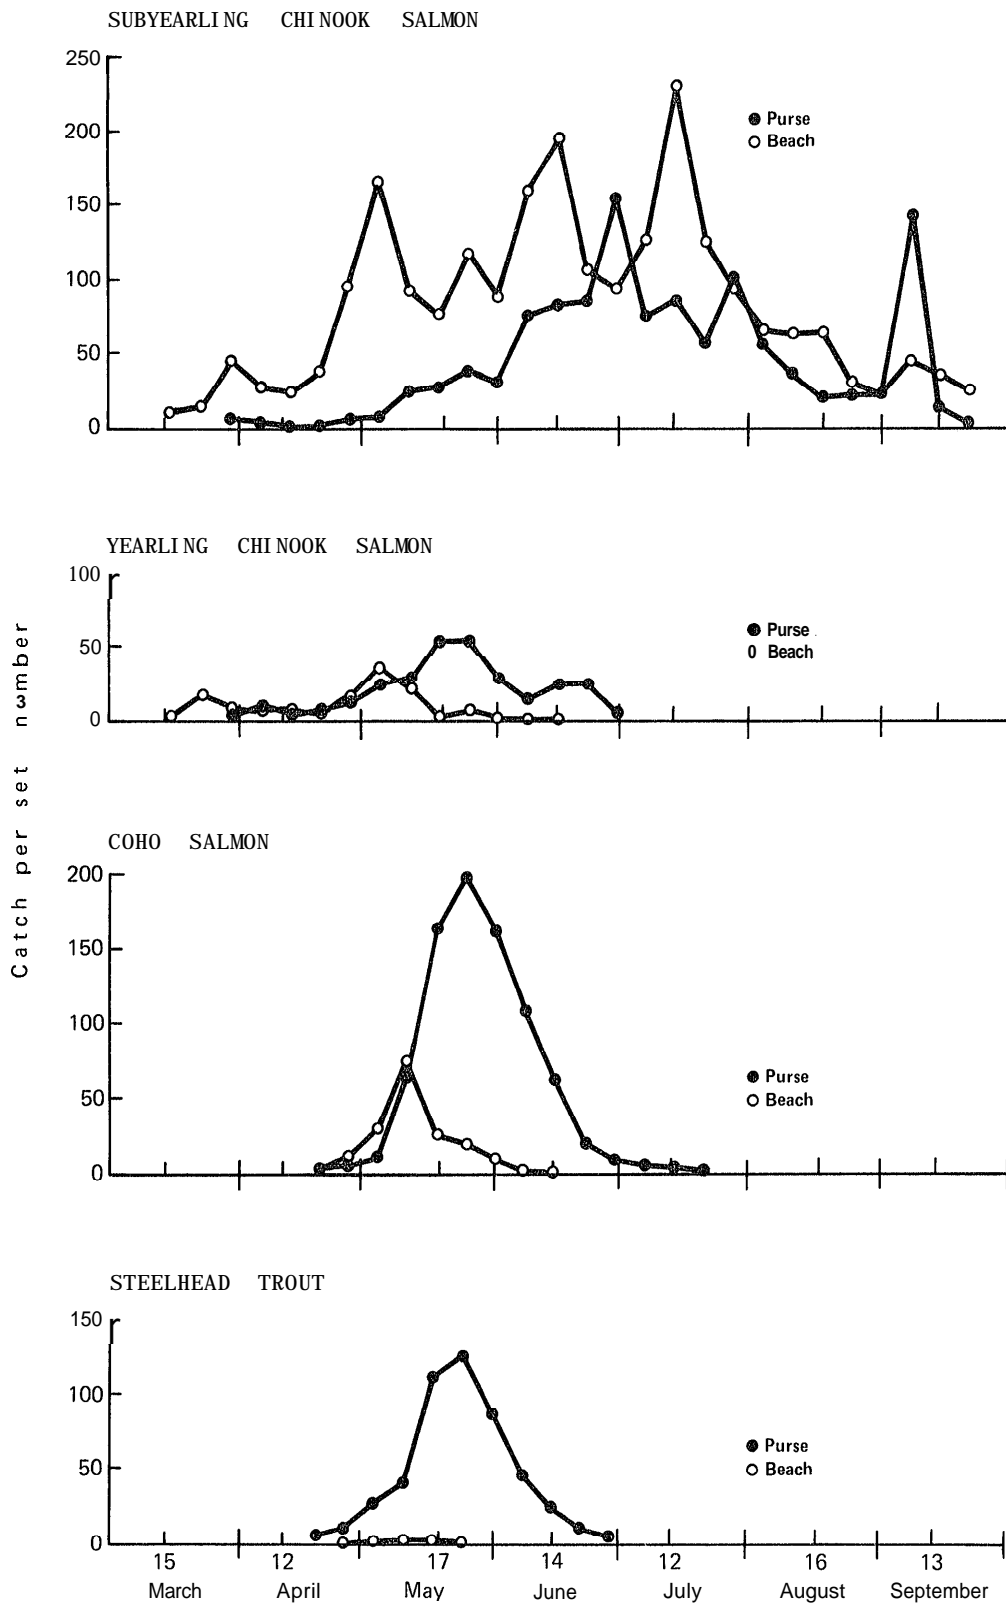 SUBYEARLING CHINOOK SALMON
250
200
150
100
50
0
Purse
Beach
YEARLING CHINOOK SALMON
100
50
0
Purse
0 Beach
Catch per set number
COHO SALMON
200
150
100
50
0
Purse
Beach
STEELHEAD TROUT
150
100
50
0
Purse
Beach
15 12 17 14 12 16 13
March April May June July August September